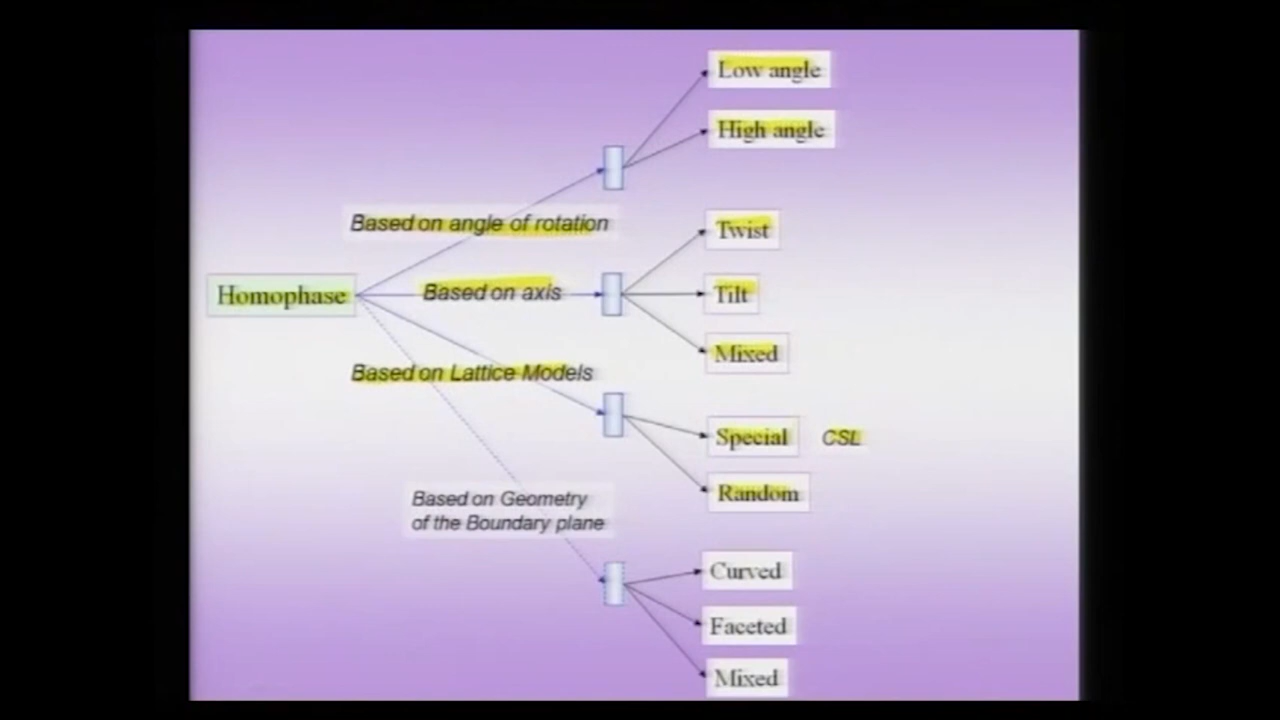 Low angle
High angle
Based on angle of rotation
Twist
Homophase
Based on axis
Tilt
Mixed
Based on Lattice Models
Special CSL
Random
Based on Geometry
of the Boundary plane
Curved
Faceted
Mixed